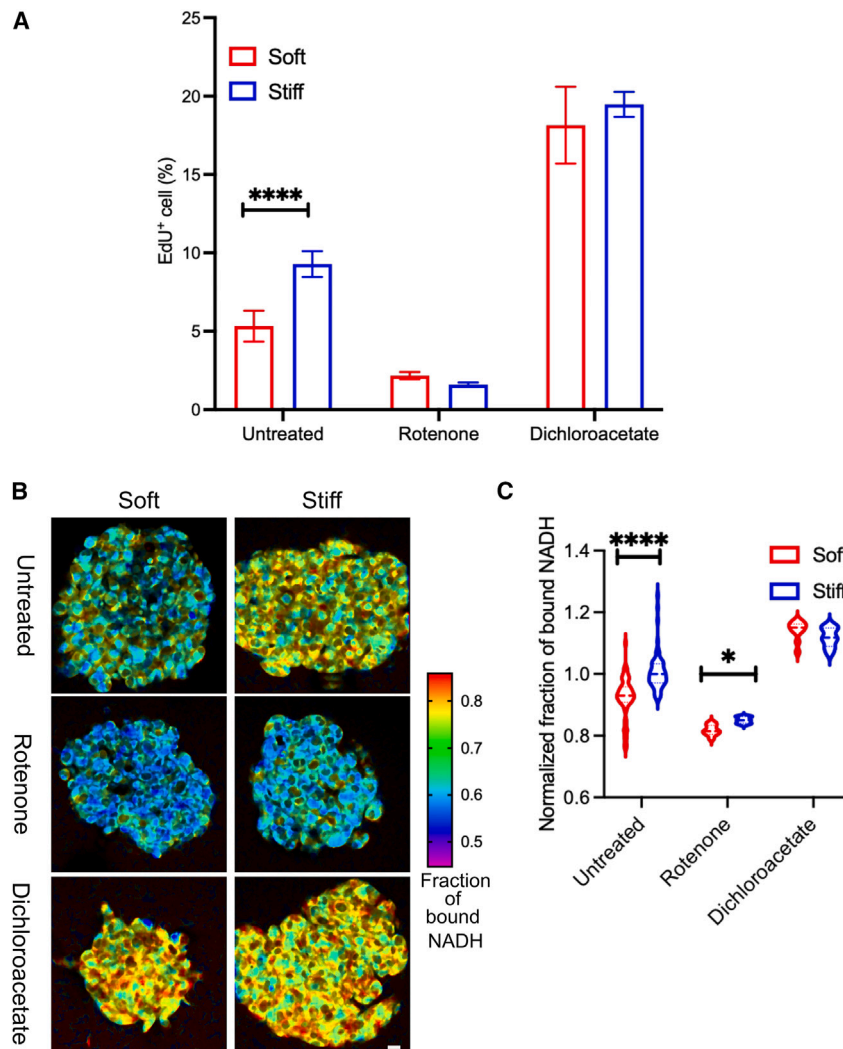 A
25
20
15
10
5
0
EdU⁺ cell (%)
Soft
Stiff
****
Untreated
Rotenone
Dichloroacetate
B
Soft
Stiff
Untreated
Rotenone
Dichloroacetate
0.8
0.7
0.6
0.5
Fraction
of
bound
NADH
C
Normalized fraction of bound NADH
1.4
1.2
1.0
0.8
0.6
****
*
Soft
Stiff
Untreated
Rotenone
Dichloroacetate